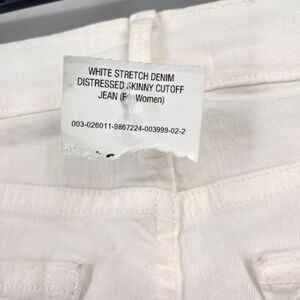 WHITE STRETCH DENIM
DISTRESSED SKINNY CUTOFF
JEAN (F Women)
003-026011-9867224-003999-02-2